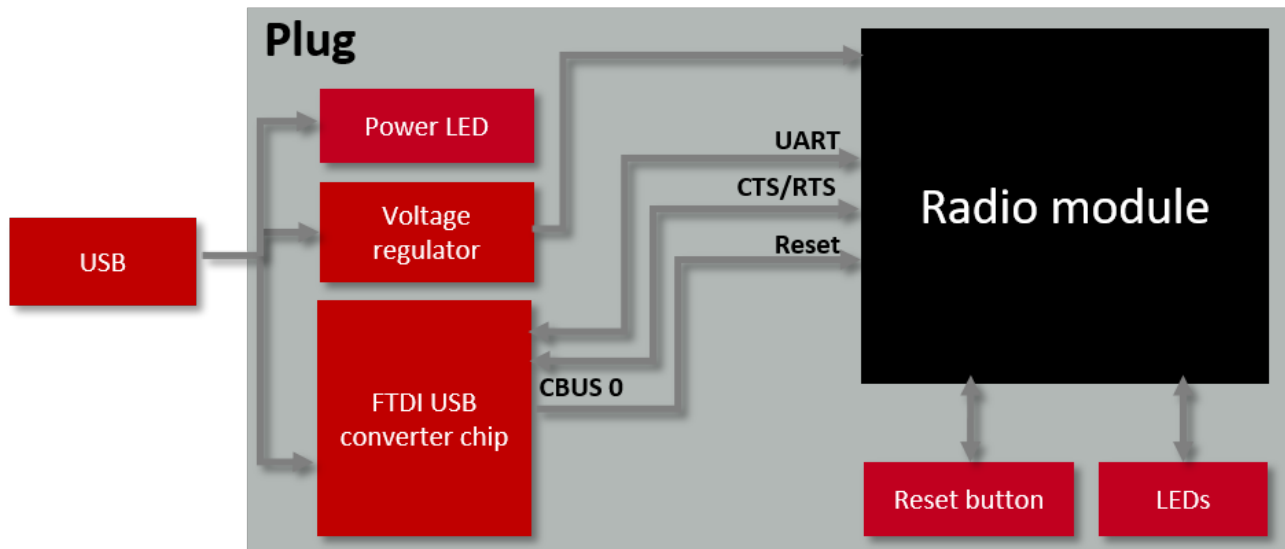 Plug
Power LED
UART
CTS/RTS
Voltage
regulator
Radio module
USB
Reset
CBUS 0
FTDI USB
converter chip
Reset button
LEDs